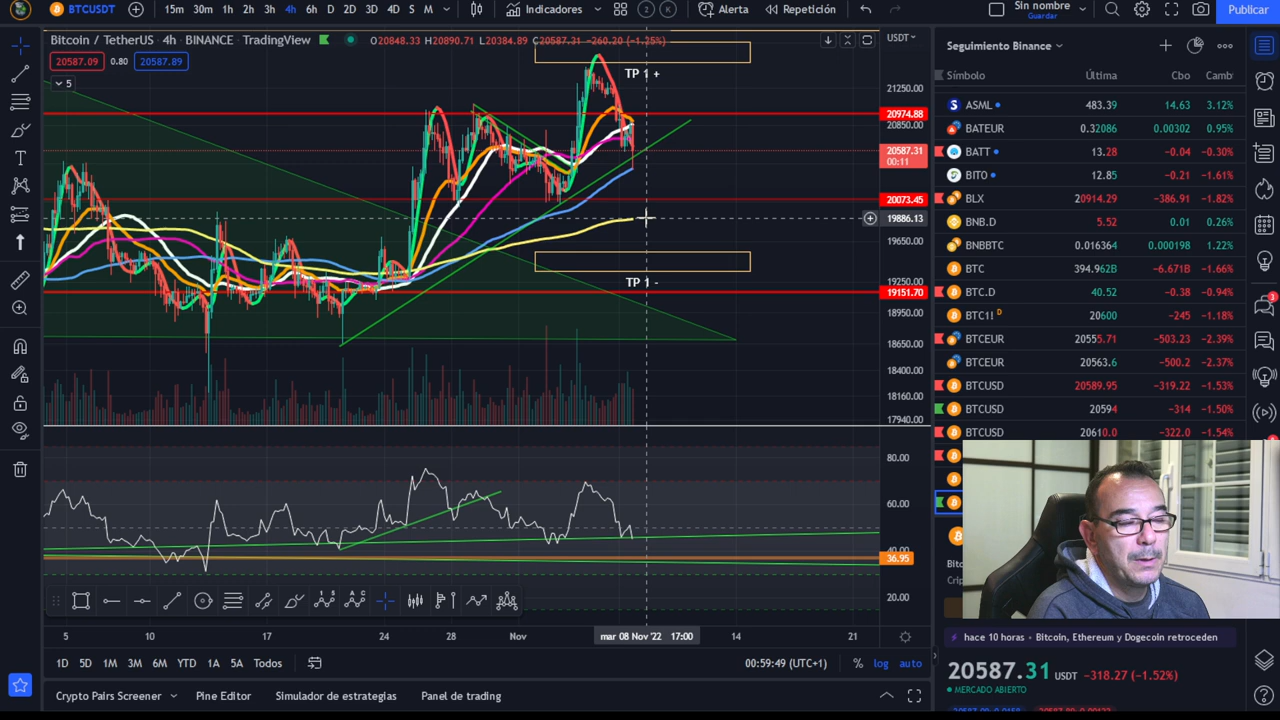 BTCUSDT 15m 30m 1h 2h 3h 4h 6h D 2D 3D 4D S M Indicadores 2 Alerta Repetición Sin nombre Guardar Publicar
Bitcoin / TetherUS · 4h · BINANCE · TradingView O20848.33 H20890.71 L20384.89 C20587.31 −260.20 (−1.25%) USDT
20587.09 0.80 20587.89
5
TP 1 +
TP 1 -
21250.00
20974.88
20850.00
20587.31
00:11
20073.45
19886.13
19650.00
19250.00
19151.70
18950.00
18650.00
18400.00
18160.00
17940.00
80.00
60.00
40.00
36.95
20.00
5 10 17 24 28 Nov mar 08 Nov '22 17:00 14 21
1D 5D 1M 3M 6M YTD 1A 5A Todos 00:59:49 (UTC+1) % log auto
Crypto Pairs Screener Pine Editor Simulador de estrategias Panel de trading
Seguimiento Binance
Símbolo Última Cbo Camb
ASML 483.39 14.63 3.12%
BATEUR 0.32086 0.00302 0.95%
BATT 13.28 −0.04 −0.30%
BITO 12.85 −0.21 −1.61%
BLX 20914.29 −386.91 −1.82%
BNB.D 5.52 0.01 0.26%
BNBBTC 0.016364 0.000198 1.22%
BTC 394.962B −6.671B −1.66%
BTC.D 40.52 −0.38 −0.94%
BTC1! D 20600 −245 −1.18%
BTCEUR 20555.71 −503.23 −2.39%
BTCEUR 20563.6 −500.2 −2.37%
BTCUSD 20589.95 −319.22 −1.53%
BTCUSD 20594 −314 −1.50%
BTCUSD 20610.0 −322.0 −1.54%
hace 10 horas • Bitcoin, Ethereum y Dogecoin retroceden
20587.31 USDT −318.27 (−1.52%)
MERCADO ABIERTO